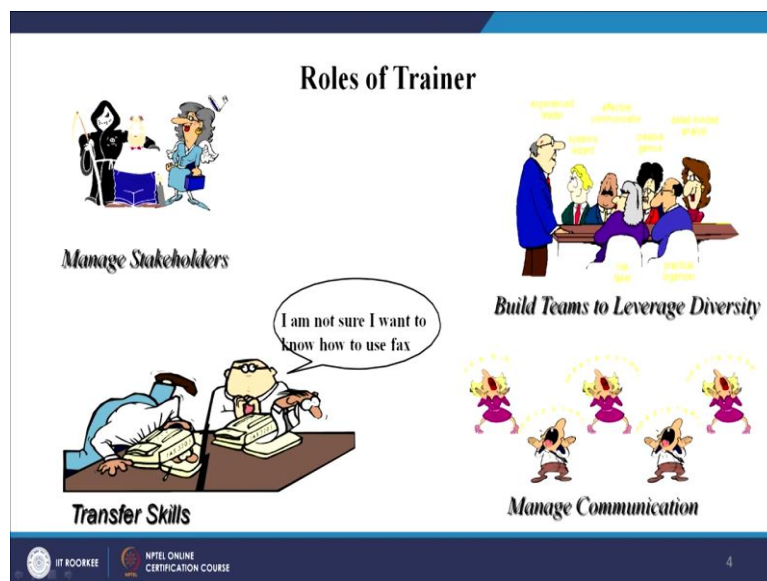 Roles of Trainer
Manage Stakeholders
Build Teams to Leverage Diversity
I am not sure I want to
know how to use fax
Transfer Skills
Manage Communication
IIT ROORKEE
NPTEL ONLINE
CERTIFICATION COURSE
4